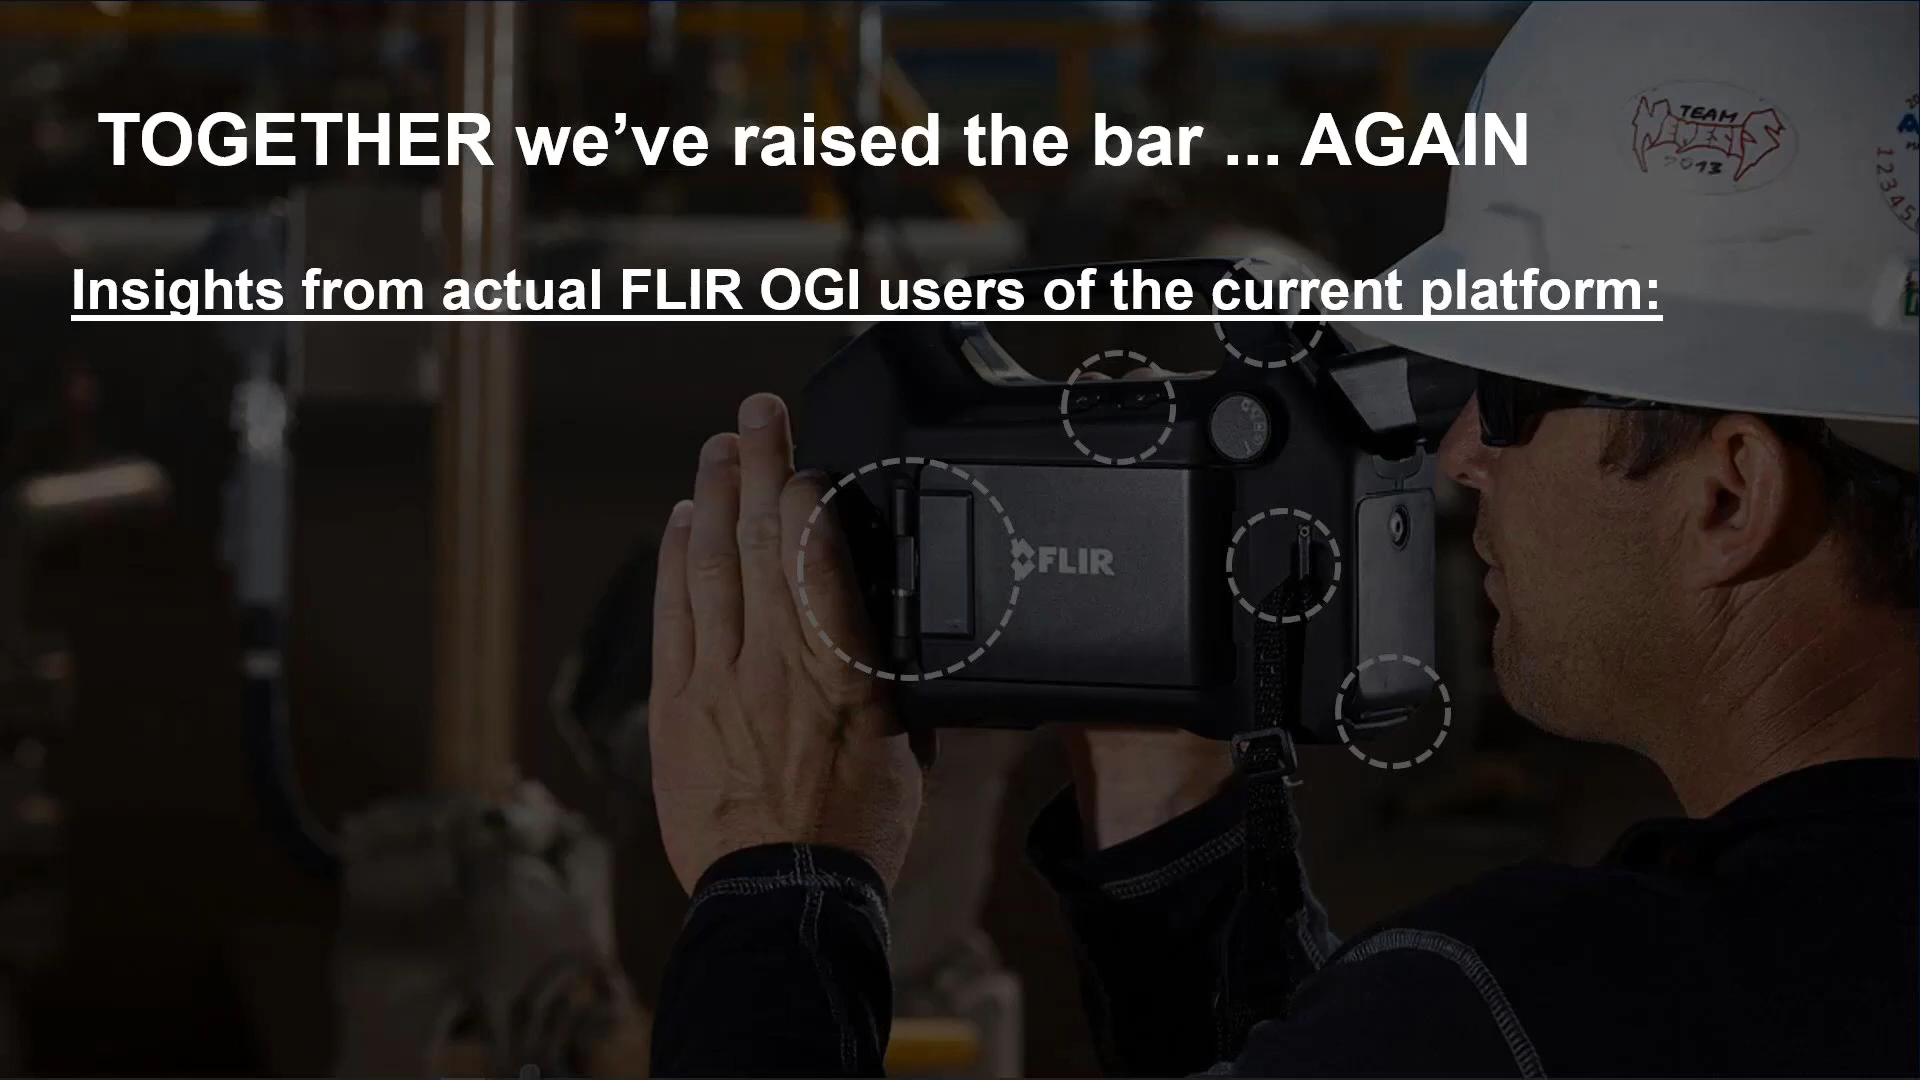 TOGETHER we’ve raised the bar ... AGAIN
Insights from actual FLIR OGI users of the current platform:
TEAM
2013
FLIR